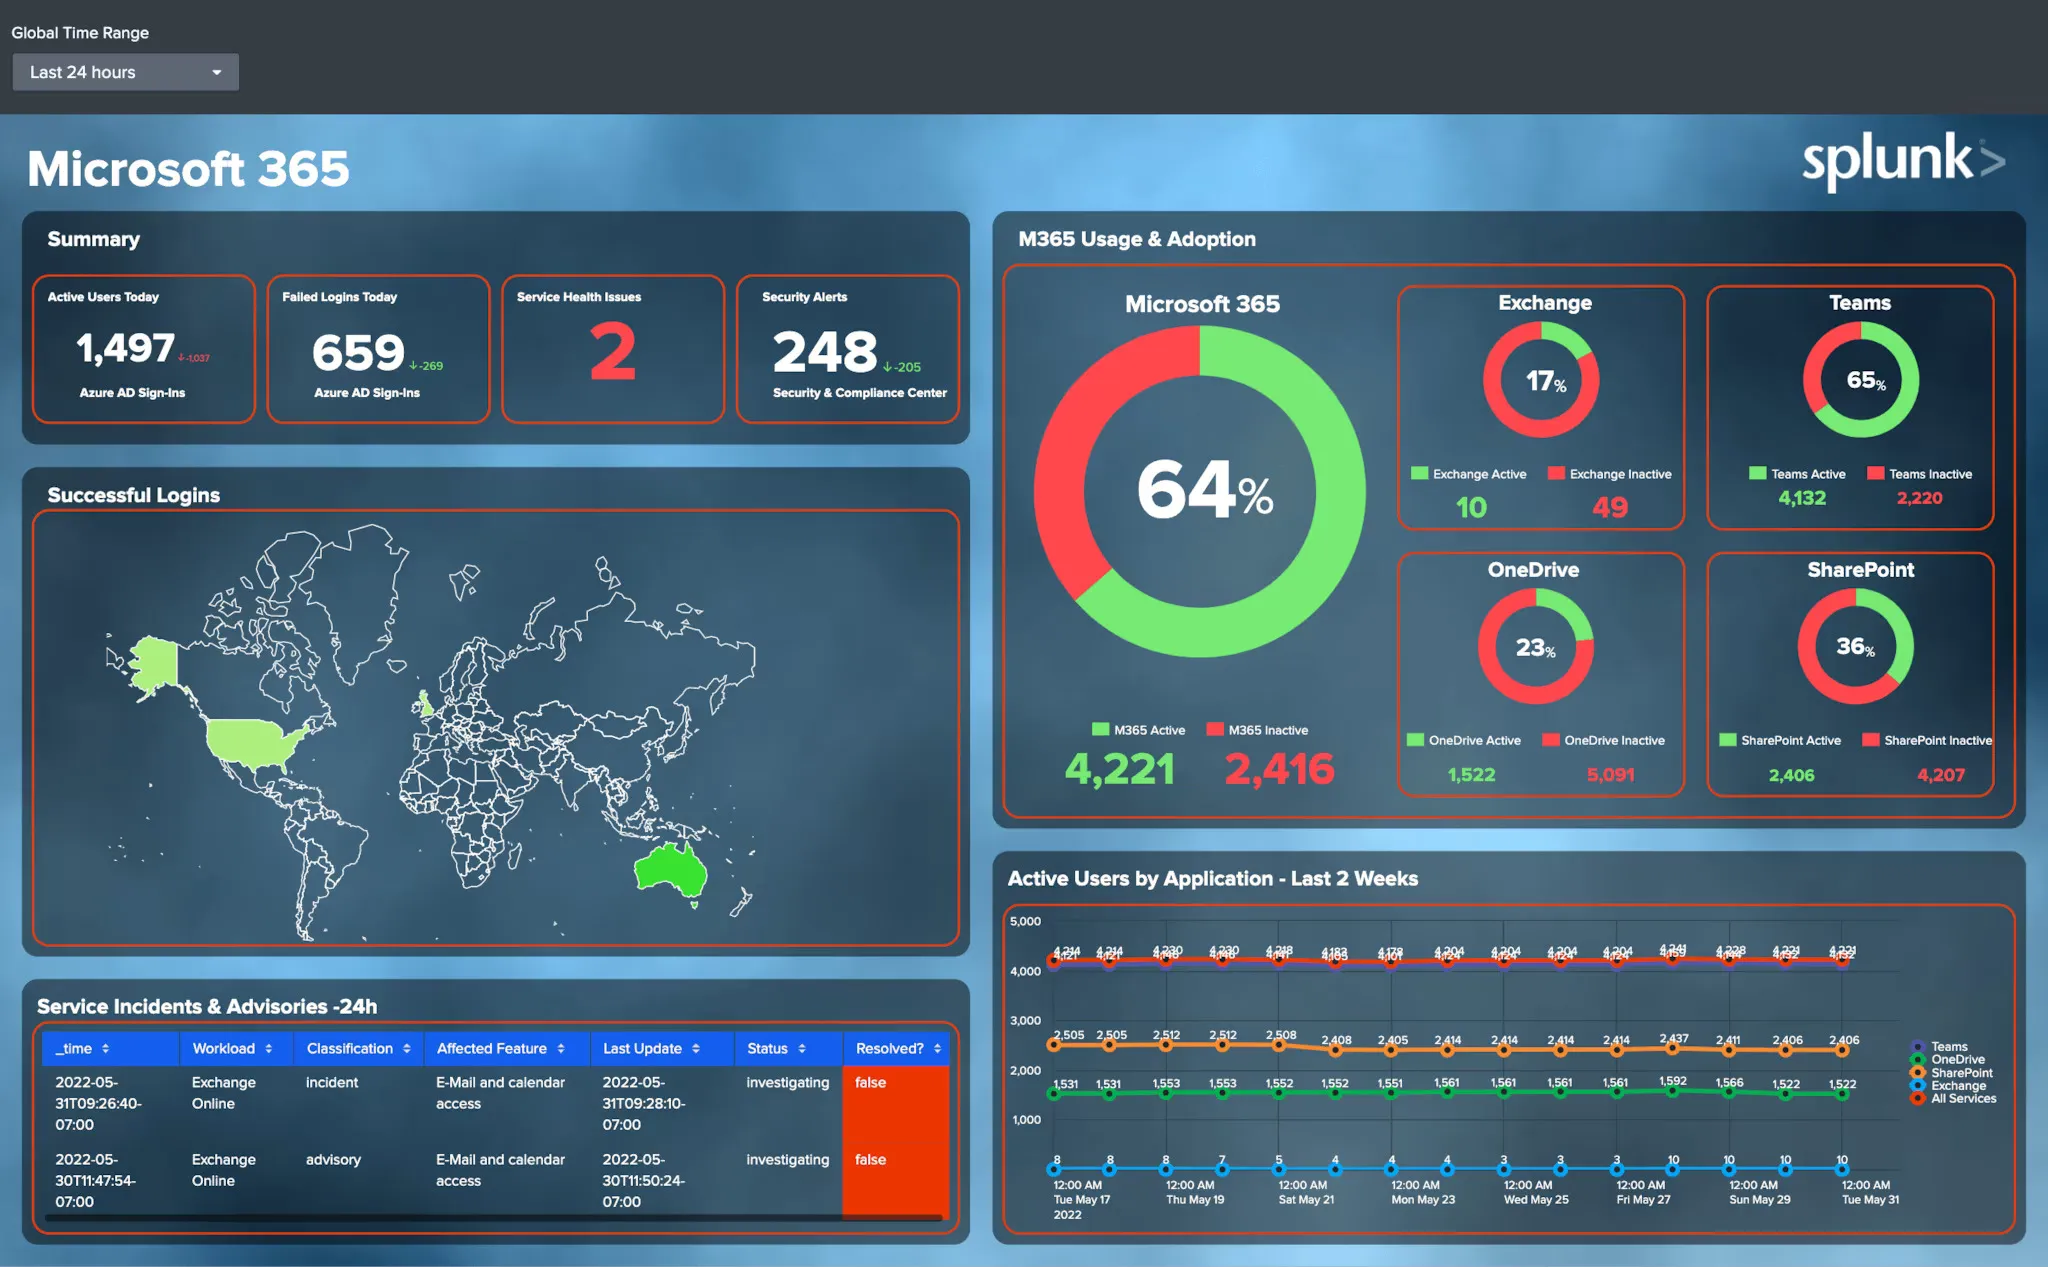 Global Time Range
Last 24 hours
Microsoft 365
splunk>
Summary
Active Users Today
1,497
-1,037
Azure AD Sign-Ins
Failed Logins Today
659
-269
Azure AD Sign-Ins
Service Health Issues
2
Security Alerts
248
-205
Security & Compliance Center
Successful Logins
Service Incidents & Advisories -24h
_time Workload Classification Affected Feature Last Update Status Resolved?
2022-05-31T09:26:40-07:00 Exchange Online incident E-Mail and calendar access 2022-05-31T09:28:10-07:00 investigating false
2022-05-30T11:47:54-07:00 Exchange Online advisory E-Mail and calendar access 2022-05-30T11:50:24-07:00 investigating false
M365 Usage & Adoption
Microsoft 365
64%
M365 Active M365 Inactive
4,221 2,416
Exchange
17%
Exchange Active Exchange Inactive
10 49
Teams
65%
Teams Active Teams Inactive
4,132 2,220
OneDrive
23%
OneDrive Active OneDrive Inactive
1,522 5,091
SharePoint
36%
SharePoint Active SharePoint Inactive
2,406 4,207
Active Users by Application - Last 2 Weeks
5,000
4,000
3,000
2,000
1,000
4,214 4,214 4,230 4,230 4,218 4,183 4,178 4,204 4,204 4,204 4,204 4,241 4,228 4,221 4,221
4,121 4,121 4,146 4,146 4,141 4,105 4,101 4,124 4,124 4,124 4,124 4,159 4,144 4,132 4,132
2,505 2,505 2,512 2,512 2,508 2,408 2,405 2,414 2,414 2,414 2,414 2,437 2,411 2,406 2,406
1,531 1,531 1,553 1,553 1,552 1,552 1,551 1,561 1,561 1,561 1,561 1,592 1,566 1,522 1,522
8 8 8 7 5 4 4 4 3 3 3 10 10 10 10
12:00 AM 12:00 AM 12:00 AM 12:00 AM 12:00 AM 12:00 AM 12:00 AM 12:00 AM
Tue May 17 Thu May 19 Sat May 21 Mon May 23 Wed May 25 Fri May 27 Sun May 29 Tue May 31
2022
Teams
OneDrive
SharePoint
Exchange
All Services